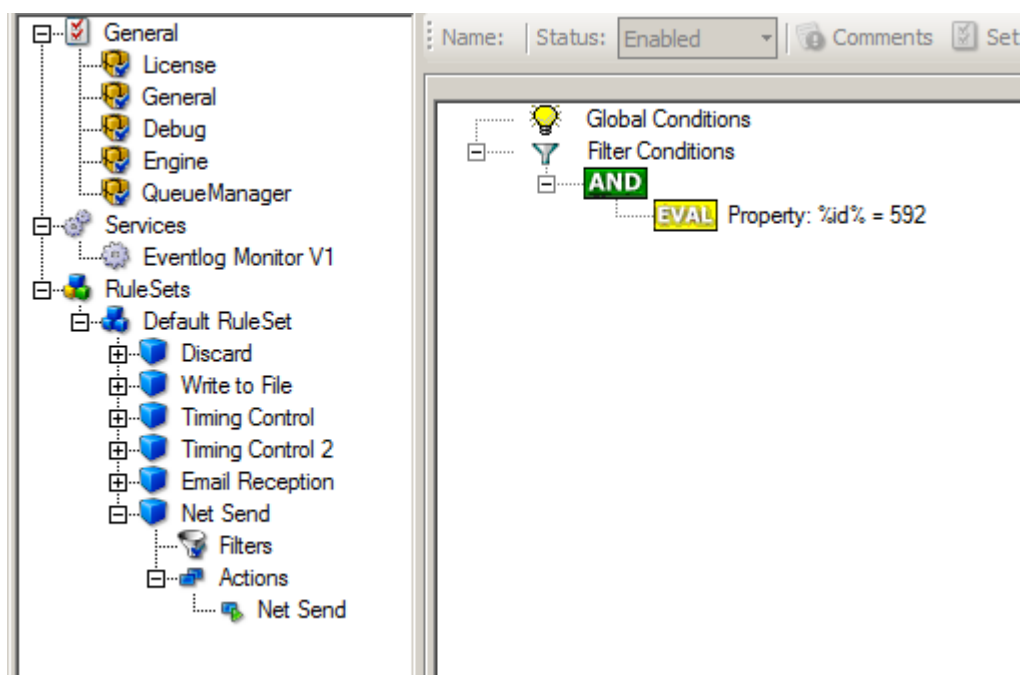 General
License
General
Debug
Engine
QueueManager
Services
Eventlog Monitor V1
RuleSets
Default RuleSet
Discard
Write to File
Timing Control
Timing Control 2
Email Reception
Net Send
Filters
Actions
Net Send
Name: Status: Enabled Comments Set
Global Conditions
Filter Conditions
AND
EVAL Property: %id% = 592